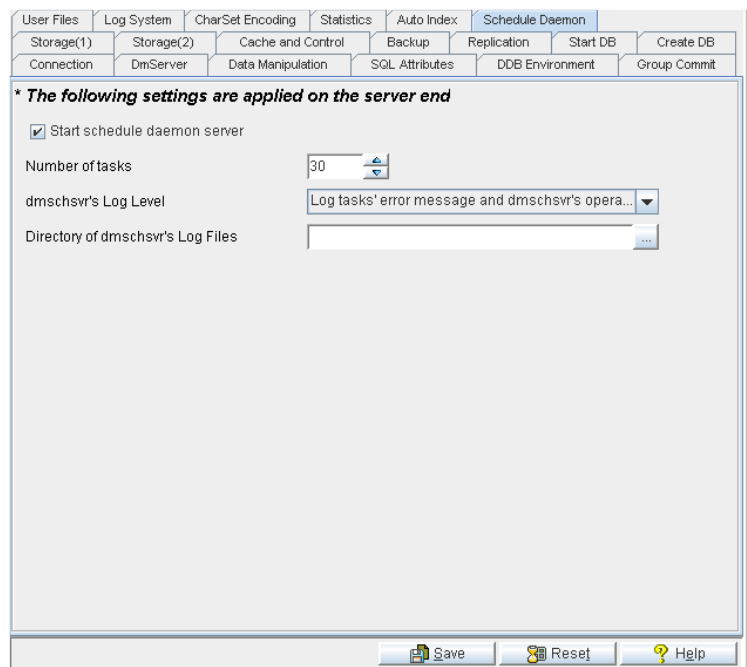 User Files Log System CharSet Encoding Statistics Auto Index Schedule Daemon
Storage(1) Storage(2) Cache and Control Backup Replication Start DB Create DB
Connection DmServer Data Manipulation SQL Attributes DDB Environment Group Commit
* The following settings are applied on the server end
Start schedule daemon server
Number of tasks 30
dmschsvr's Log Level Log tasks' error message and dmschsvr's opera...
Directory of dmschsvr's Log Files ...
Save Reset Help